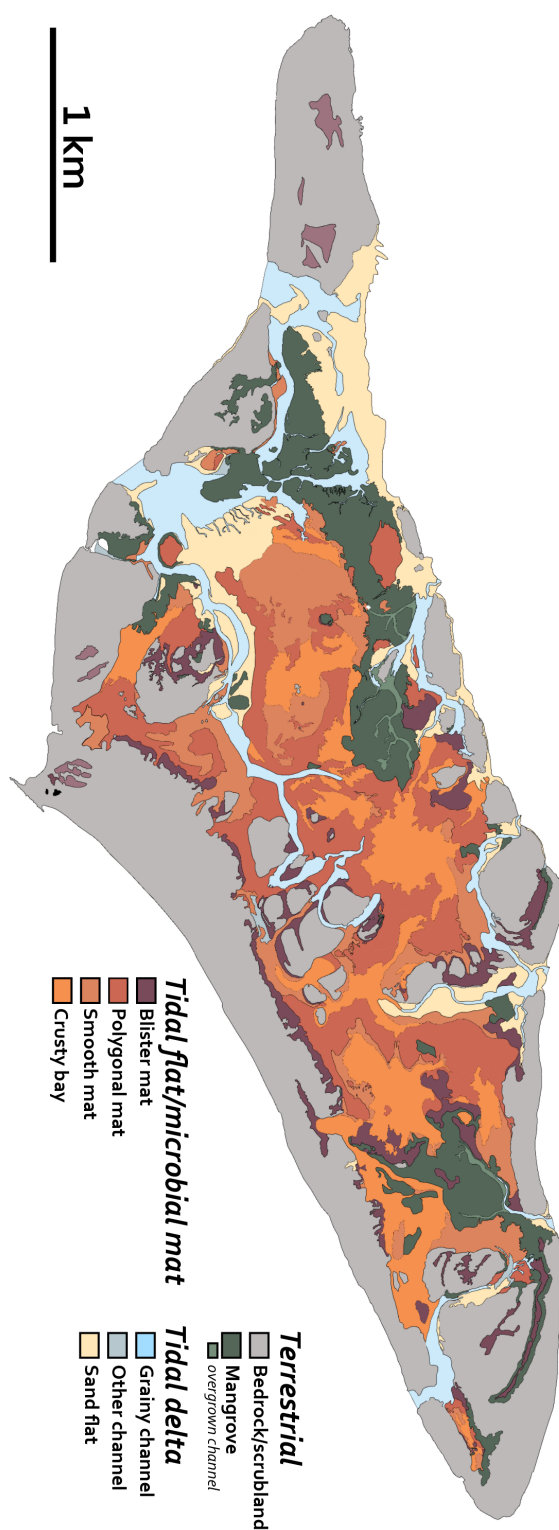 1 km
Tidal flat/microbial mat
Blister mat
Polygonal mat
Smooth mat
Crusty bay
Terrestrial
Bedrock/scrubland
Mangrove
overgrown channel
Tidal delta
Grainy channel
Other channel
Sand flat